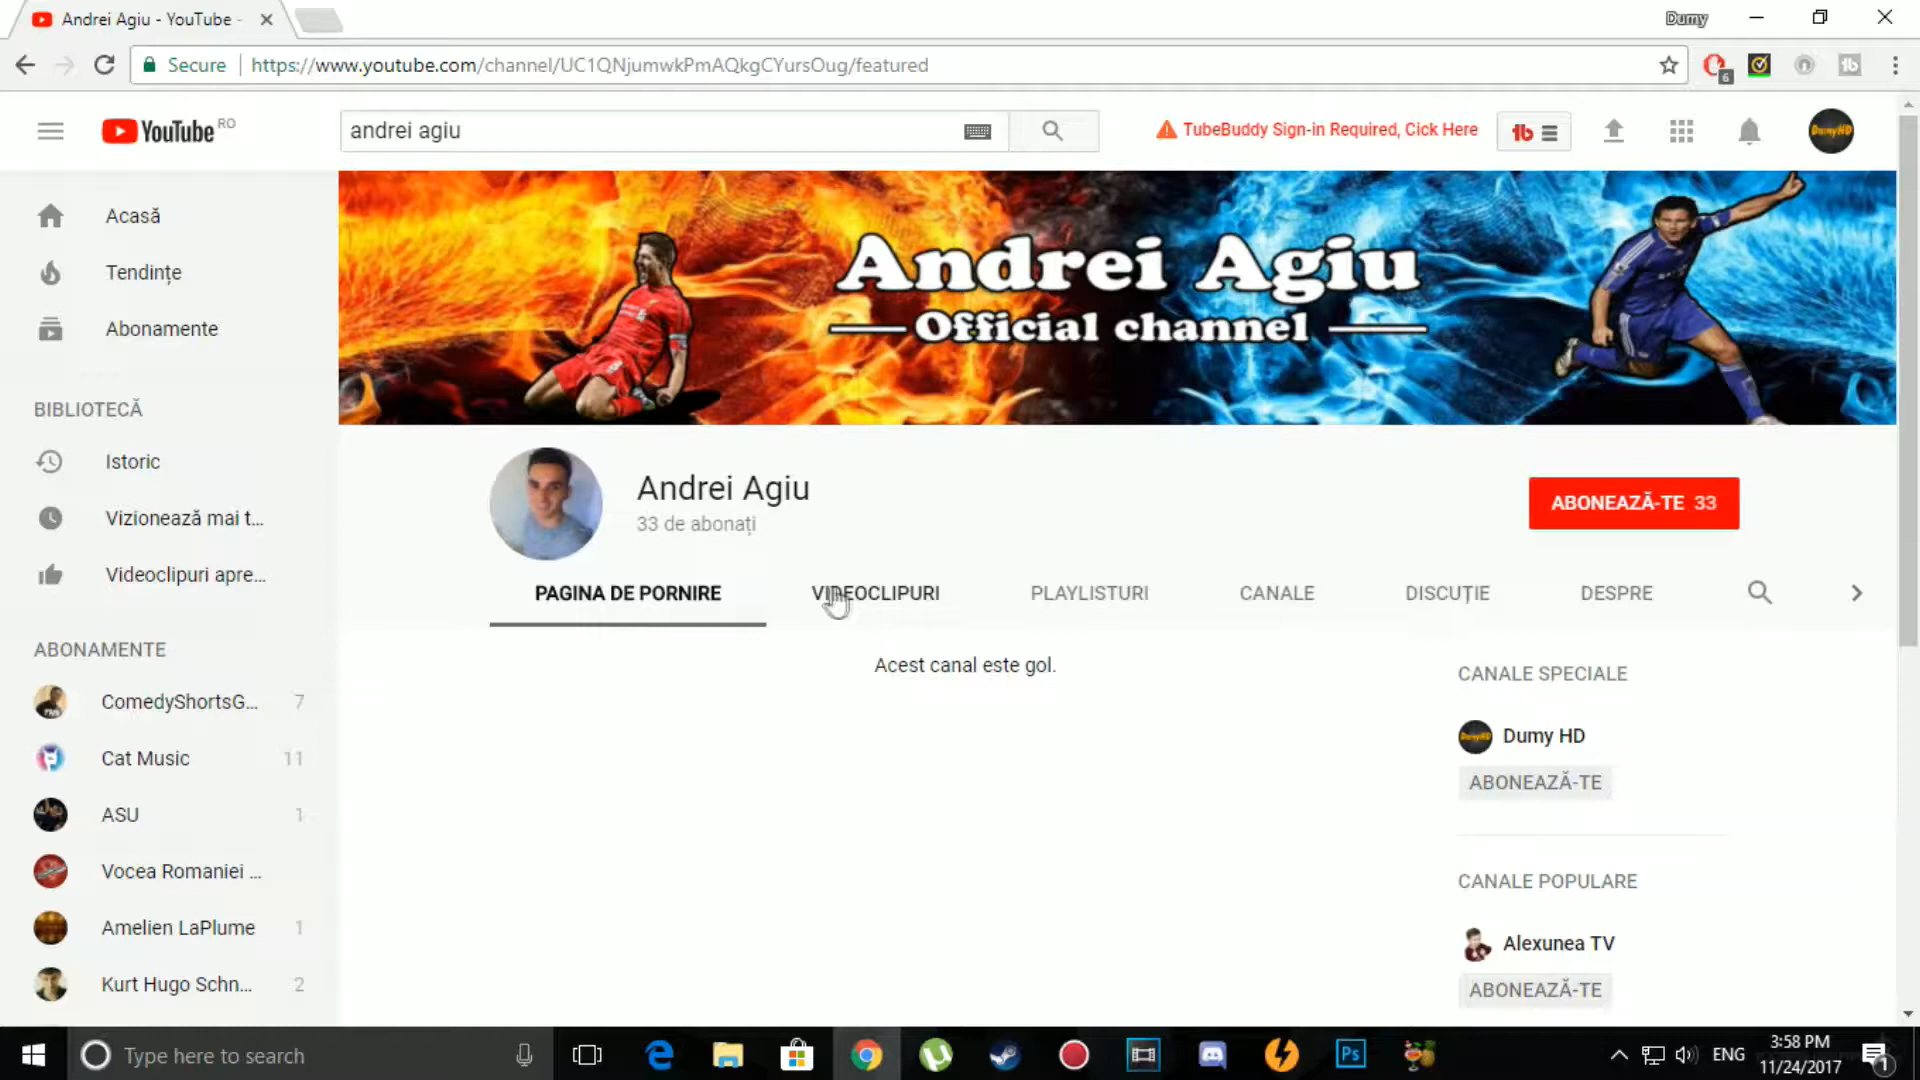 Andrei Agiu - YouTube -
Dumy
Secure
https://www.youtube.com/channel/UC1QNjumwkPmAQkgCYursOug/featured
6
YouTube RO
andrei agiu
TubeBuddy Sign-in Required, Cick Here
DumyHD
Acasă
Tendințe
Abonamente
BIBLIOTECĂ
Istoric
Vizionează mai t...
Videoclipuri apre...
ABONAMENTE
ComedyShortsG... 7
Cat Music 11
ASU 1
Vocea Romaniei ...
Amelien LaPlume 1
Kurt Hugo Schn... 2
Andrei Agiu
Official channel
Andrei Agiu
33 de abonați
ABONEAZĂ-TE 33
PAGINA DE PORNIRE
VIDEOCLIPURI
PLAYLISTURI
CANALE
DISCUȚIE
DESPRE
Acest canal este gol.
CANALE SPECIALE
Dumy HD
ABONEAZĂ-TE
CANALE POPULARE
Alexunea TV
ABONEAZĂ-TE
Type here to search
Ps
ENG
3:58 PM
11/24/2017
1